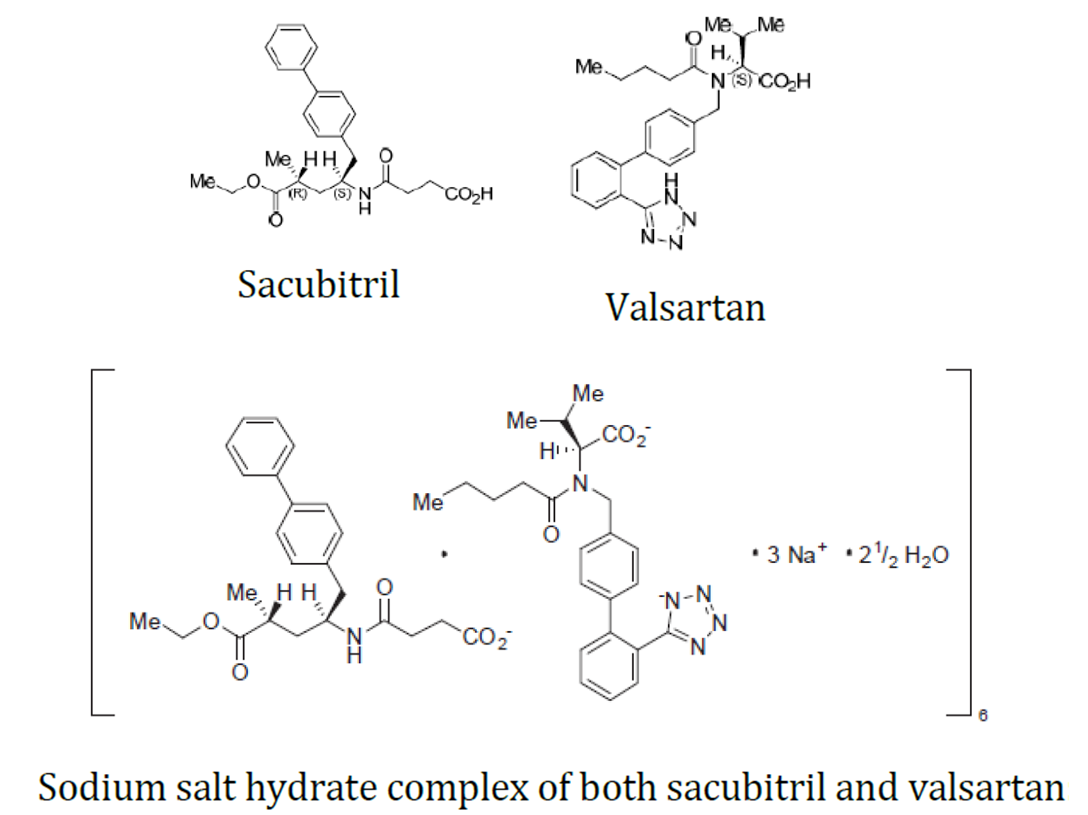 Me Me
O
H
Me
N (S) CO₂H
Me H H O
Me O (R) (S) N CO₂H
O H
H
N
N
N-N
Sacubitril
Valsartan
Me
Me CO₂⁻
H
N
Me
O
· · 3 Na⁺ · 2¹/₂ H₂O
⁻N-N
N
N
Me H H O
Me O N CO₂⁻
O H
6
Sodium salt hydrate complex of both sacubitril and valsartan